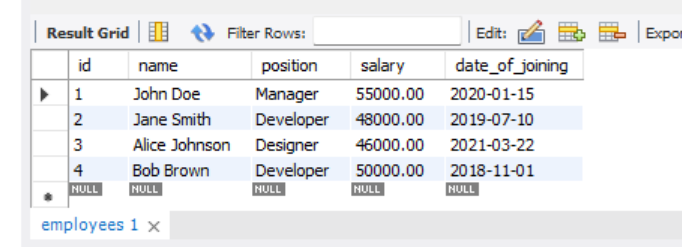 Result Grid Filter Rows: Edit: Expor
id name position salary date_of_joining
1 John Doe Manager 55000.00 2020-01-15
2 Jane Smith Developer 48000.00 2019-07-10
3 Alice Johnson Designer 46000.00 2021-03-22
4 Bob Brown Developer 50000.00 2018-11-01
NULL NULL NULL NULL NULL
employees 1